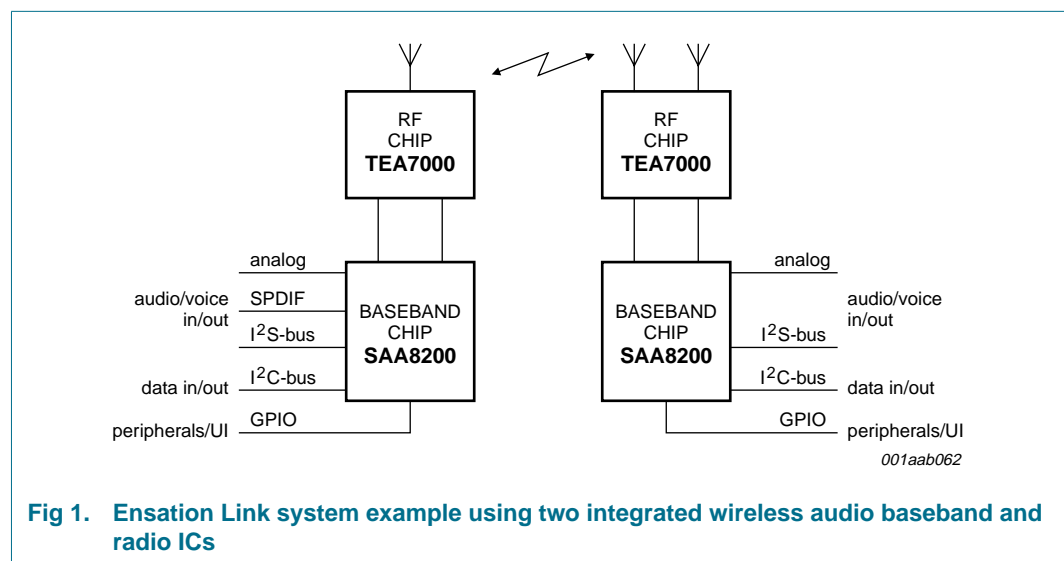 RF
CHIP
TEA7000
RF
CHIP
TEA7000
analog
audio/voice
in/out
SPDIF
I²S-bus
data in/out
I²C-bus
peripherals/UI
GPIO
BASEBAND
CHIP
SAA8200
BASEBAND
CHIP
SAA8200
analog
audio/voice
in/out
I²S-bus
I²C-bus
data in/out
GPIO
peripherals/UI
001aab062
Fig 1. Ensation Link system example using two integrated wireless audio baseband and
radio ICs